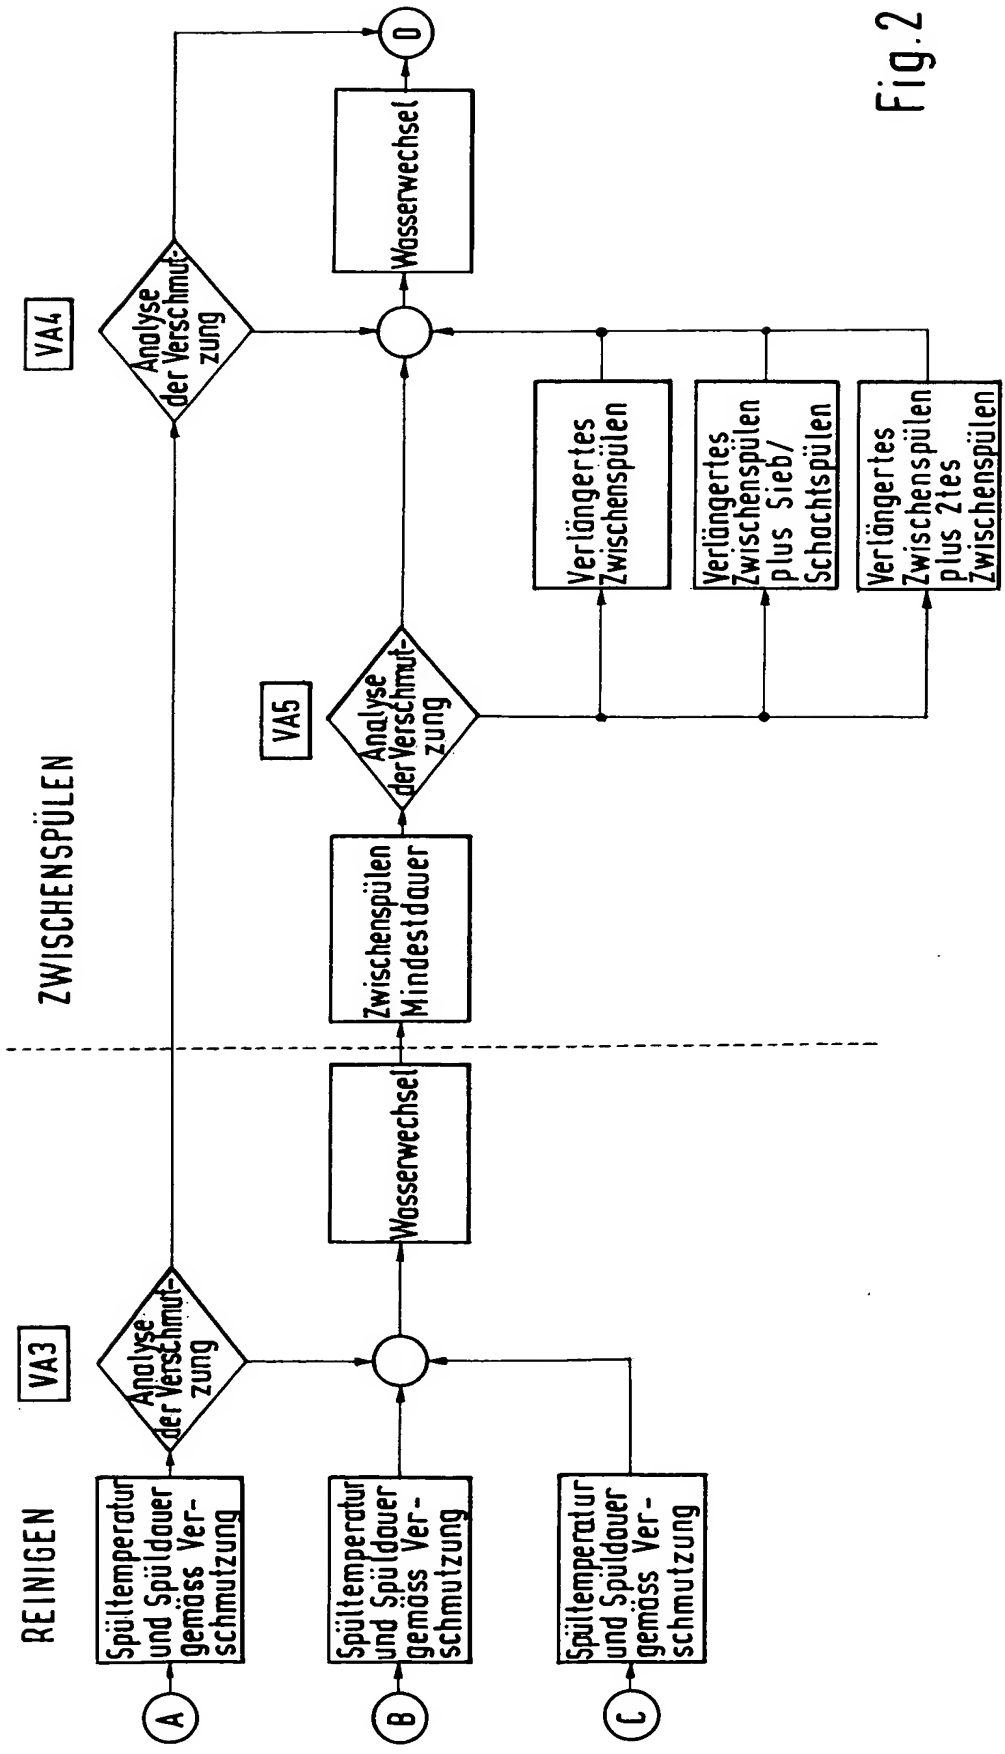 REINIGEN
ZWISCHENSPÜLEN
VA3
VA4
A
Spültemperatur
und Spüldauer
gemäss Ver-
schmutzung
Analyse
der Verschmut-
zung
Analyse
der Verschmut-
zung
VA5
B
Spültemperatur
und Spüldauer
gemäss Ver-
schmutzung
Wasserwechsel
Zwischenspülen
Mindestdauer
Analyse
der Verschmut-
zung
Wasserwechsel
D
C
Spültemperatur
und Spüldauer
gemäss Ver-
schmutzung
Verlängertes
Zwischenspülen
Verlängertes
Zwischenspülen
plus Sieb/
Schachtspülen
Verlängertes
Zwischenspülen
plus 2tes
Zwischenspülen
Fig.2